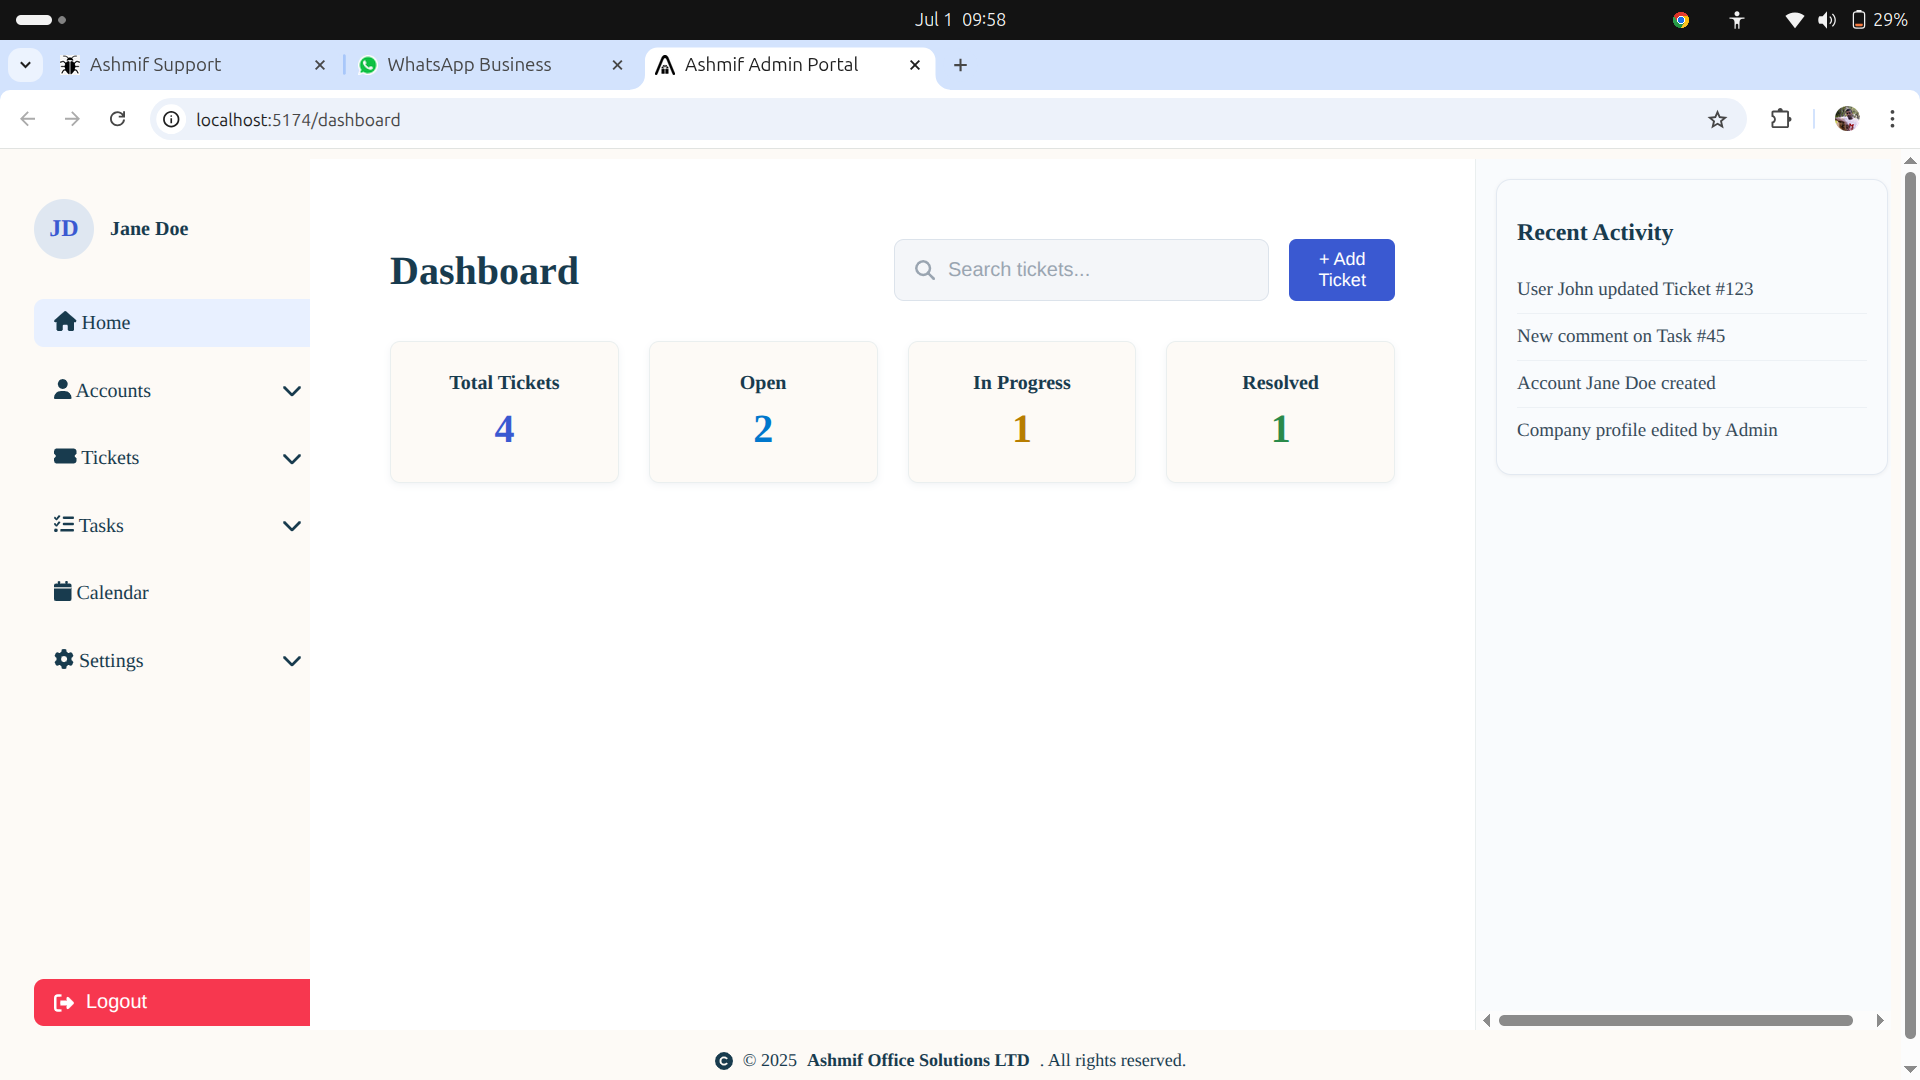 Jul 1 09:58
29%
Ashmif Support
WhatsApp Business
Ashmif Admin Portal
localhost:5174/dashboard
JD
Jane Doe
Home
Accounts
Tickets
Tasks
Calendar
Settings
Logout
Dashboard
Search tickets...
+ Add
Ticket
Total Tickets
4
Open
2
In Progress
1
Resolved
1
Recent Activity
User John updated Ticket #123
New comment on Task #45
Account Jane Doe created
Company profile edited by Admin
© 2025 Ashmif Office Solutions LTD . All rights reserved.